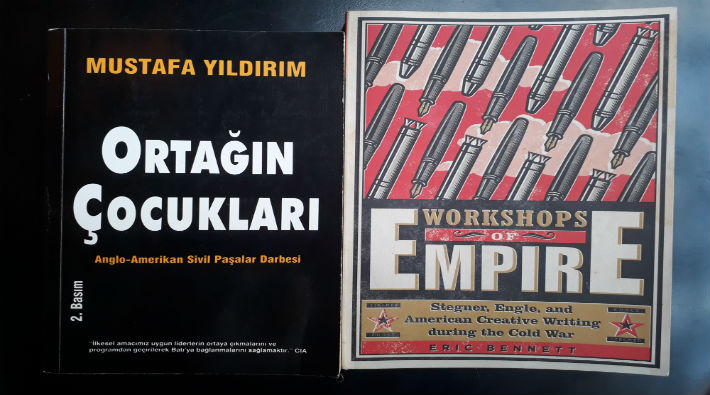 MUSTAFA YILDIRIM
ORTAĞIN
ÇOCUKLARI
Anglo-Amerikan Sivil Paşalar Darbesi
2. Basım
"İlkesel amacımız uygun liderlerin ortaya çıkmalarını ve
programdan geçirilerek Batı'ya bağlanmalarını sağlamaktır." CIA
WORKSHOPS
OF
EMPIRE
Stegner, Engle, and
American Creative Writing
during the Cold War
ERIC BENNETT